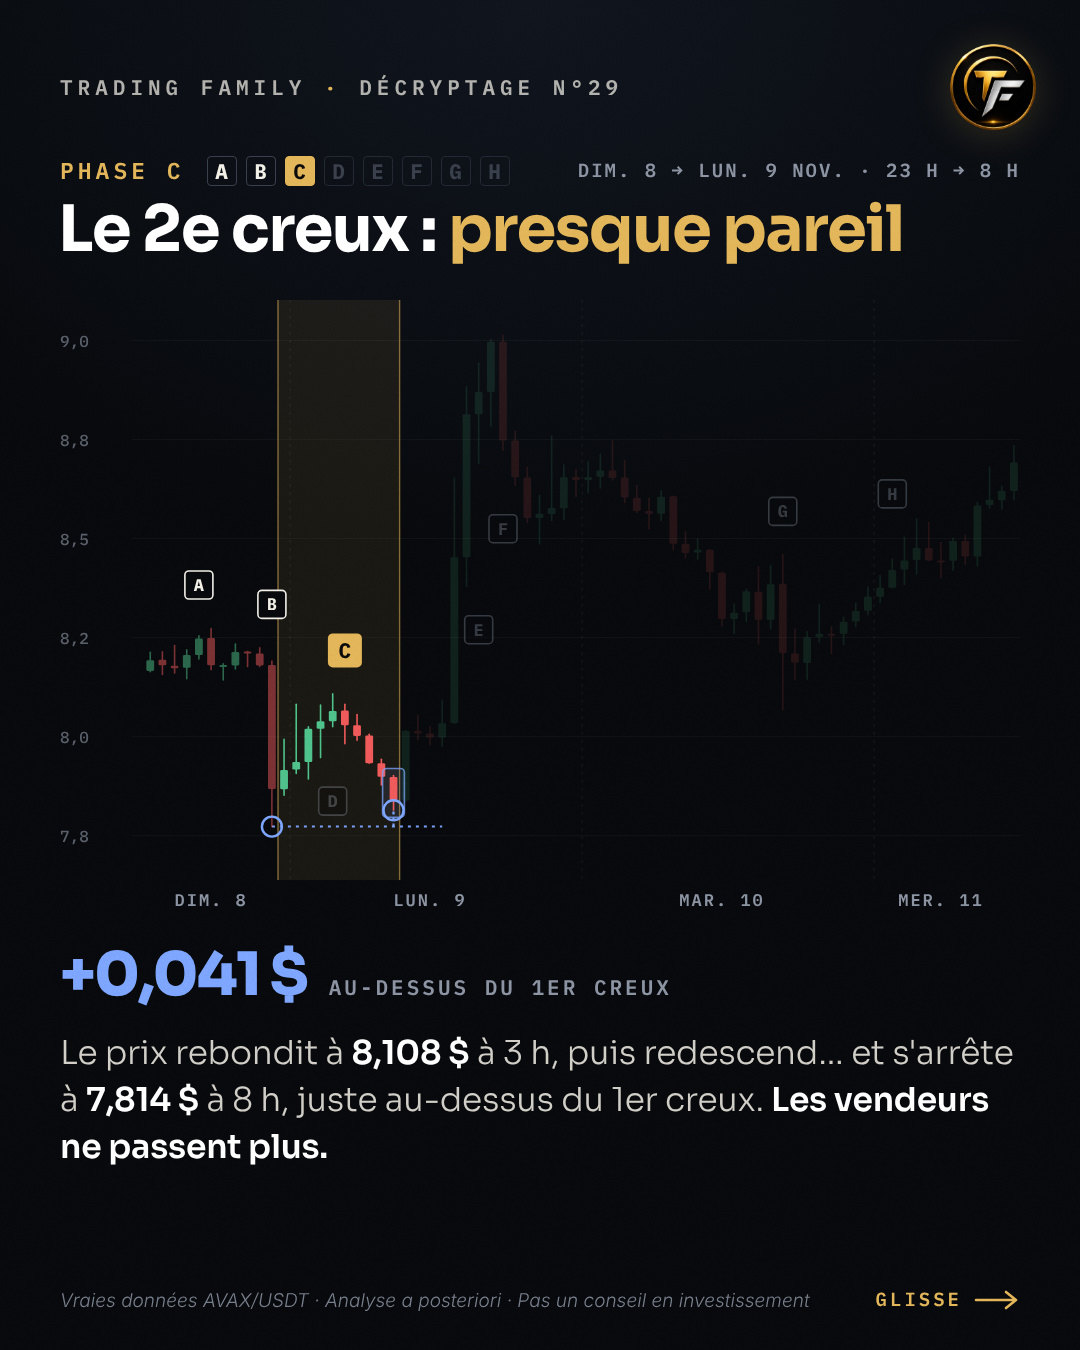 TRADING FAMILY · DÉCRYPTAGE N°29
TF
PHASE C A B C D E F G H
DIM. 8 → LUN. 9 NOV. · 23 H → 8 H
Le 2e creux : presque pareil
9,0
8,8
8,5
8,2
8,0
7,8
A
B
C
D
E
F
G
H
DIM. 8 LUN. 9 MAR. 10 MER. 11
+0,041 $ AU-DESSUS DU 1ER CREUX
Le prix rebondit à 8,108 $ à 3 h, puis redescend... et s'arrête
à 7,814 $ à 8 h, juste au-dessus du 1er creux. Les vendeurs
ne passent plus.
Vraies données AVAX/USDT · Analyse a posteriori · Pas un conseil en investissement
GLISSE →